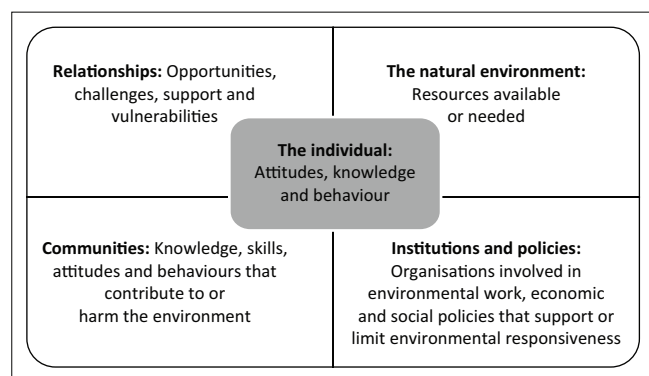 Relationships: Opportunities,
challenges, support and
vulnerabilities
The natural environment:
Resources available
or needed
The individual:
Attitudes, knowledge
and behaviour
Communities: Knowledge, skills,
attitudes and behaviours that
contribute to or
harm the environment
Institutions and policies:
Organisations involved in
environmental work, economic
and social policies that support or
limit environmental responsiveness